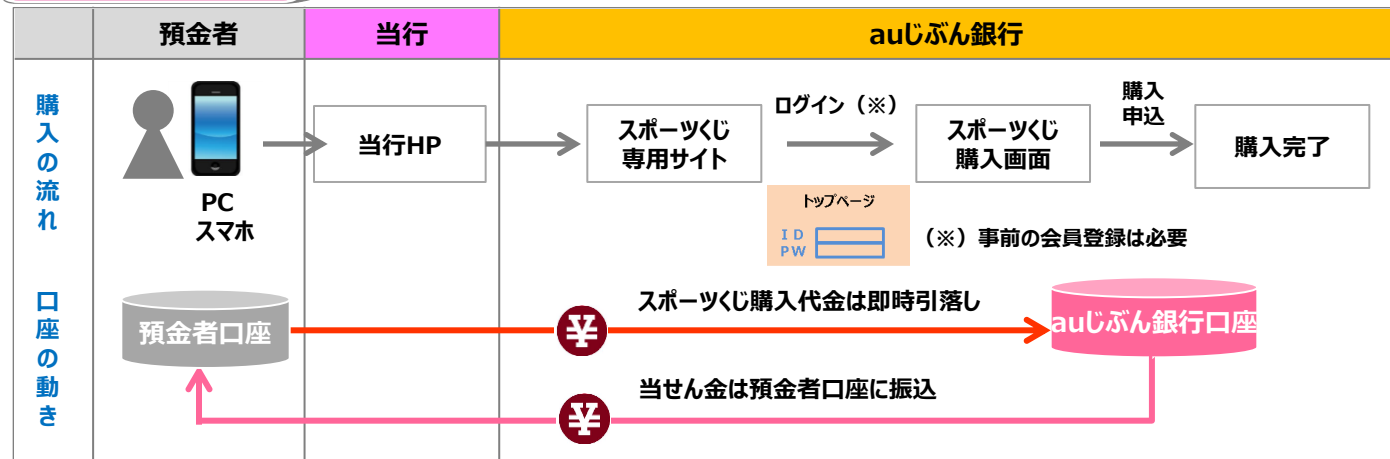 預金者
当行
auじぶん銀行
購入の流れ
PC
スマホ
当行HP
スポーツくじ
専用サイト
ログイン（※）
スポーツくじ
購入画面
購入
申込
購入完了
トップページ
ID
PW
（※）事前の会員登録は必要
口座の動き
預金者口座
スポーツくじ購入代金は即時引落し
¥
auじぶん銀行口座
当せん金は預金者口座に振込
¥